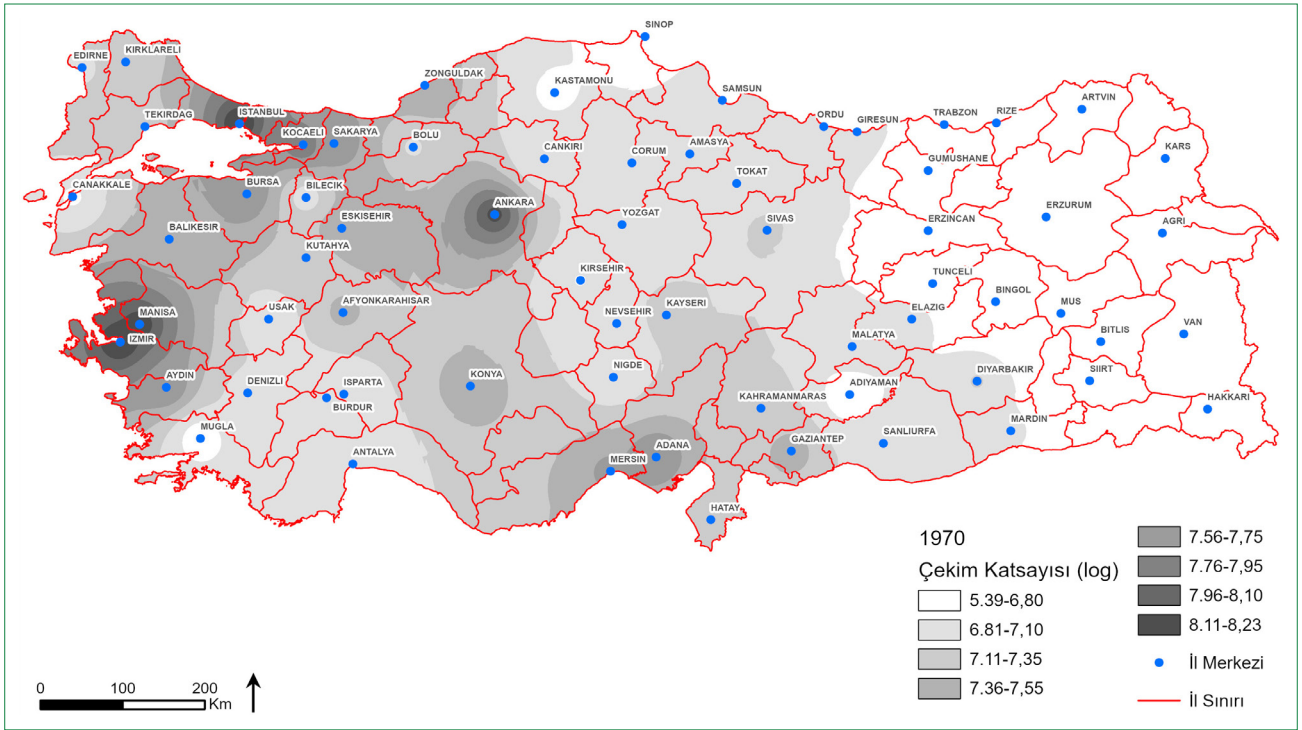 SINOP
EDIRNE
KIRKLARELI
ZONGULDAK
KASTAMONU
SAMSUN
ARTVIN
TEKIRDAG
ISTANBUL
KOCAELI
SAKARYA
BOLU
ORDU
GIRESUN
TRABZON
RIZE
CANKIRI
CORUM
AMASYA
TOKAT
GUMUSHANE
KARS
CANAKKALE
BURSA
BILECIK
ANKARA
ESKISEHIR
YOZGAT
SIVAS
ERZINCAN
ERZURUM
AGRI
BALIKESIR
KUTAHYA
KIRSEHIR
TUNCELI
BINGOL
MUS
MANISA
IZMIR
USAK
AFYONKARAHISAR
NEVSEHIR
KAYSERI
ELAZIG
MALATYA
BITLIS
VAN
AYDIN
DENIZLI
ISPARTA
BURDUR
KONYA
NIGDE
KAHRAMANMARAS
ADIYAMAN
DIYARBAKIR
SIIRT
HAKKARI
MUGLA
ANTALYA
MERSIN
ADANA
GAZIANTEP
SANLIURFA
MARDIN
HATAY
1970
Çekim Katsayısı (log)
5.39-6,80
6.81-7,10
7.11-7,35
7.36-7,55
7.56-7,75
7.76-7,95
7.96-8,10
8.11-8,23
İl Merkezi
İl Sınırı
0 100 200
Km